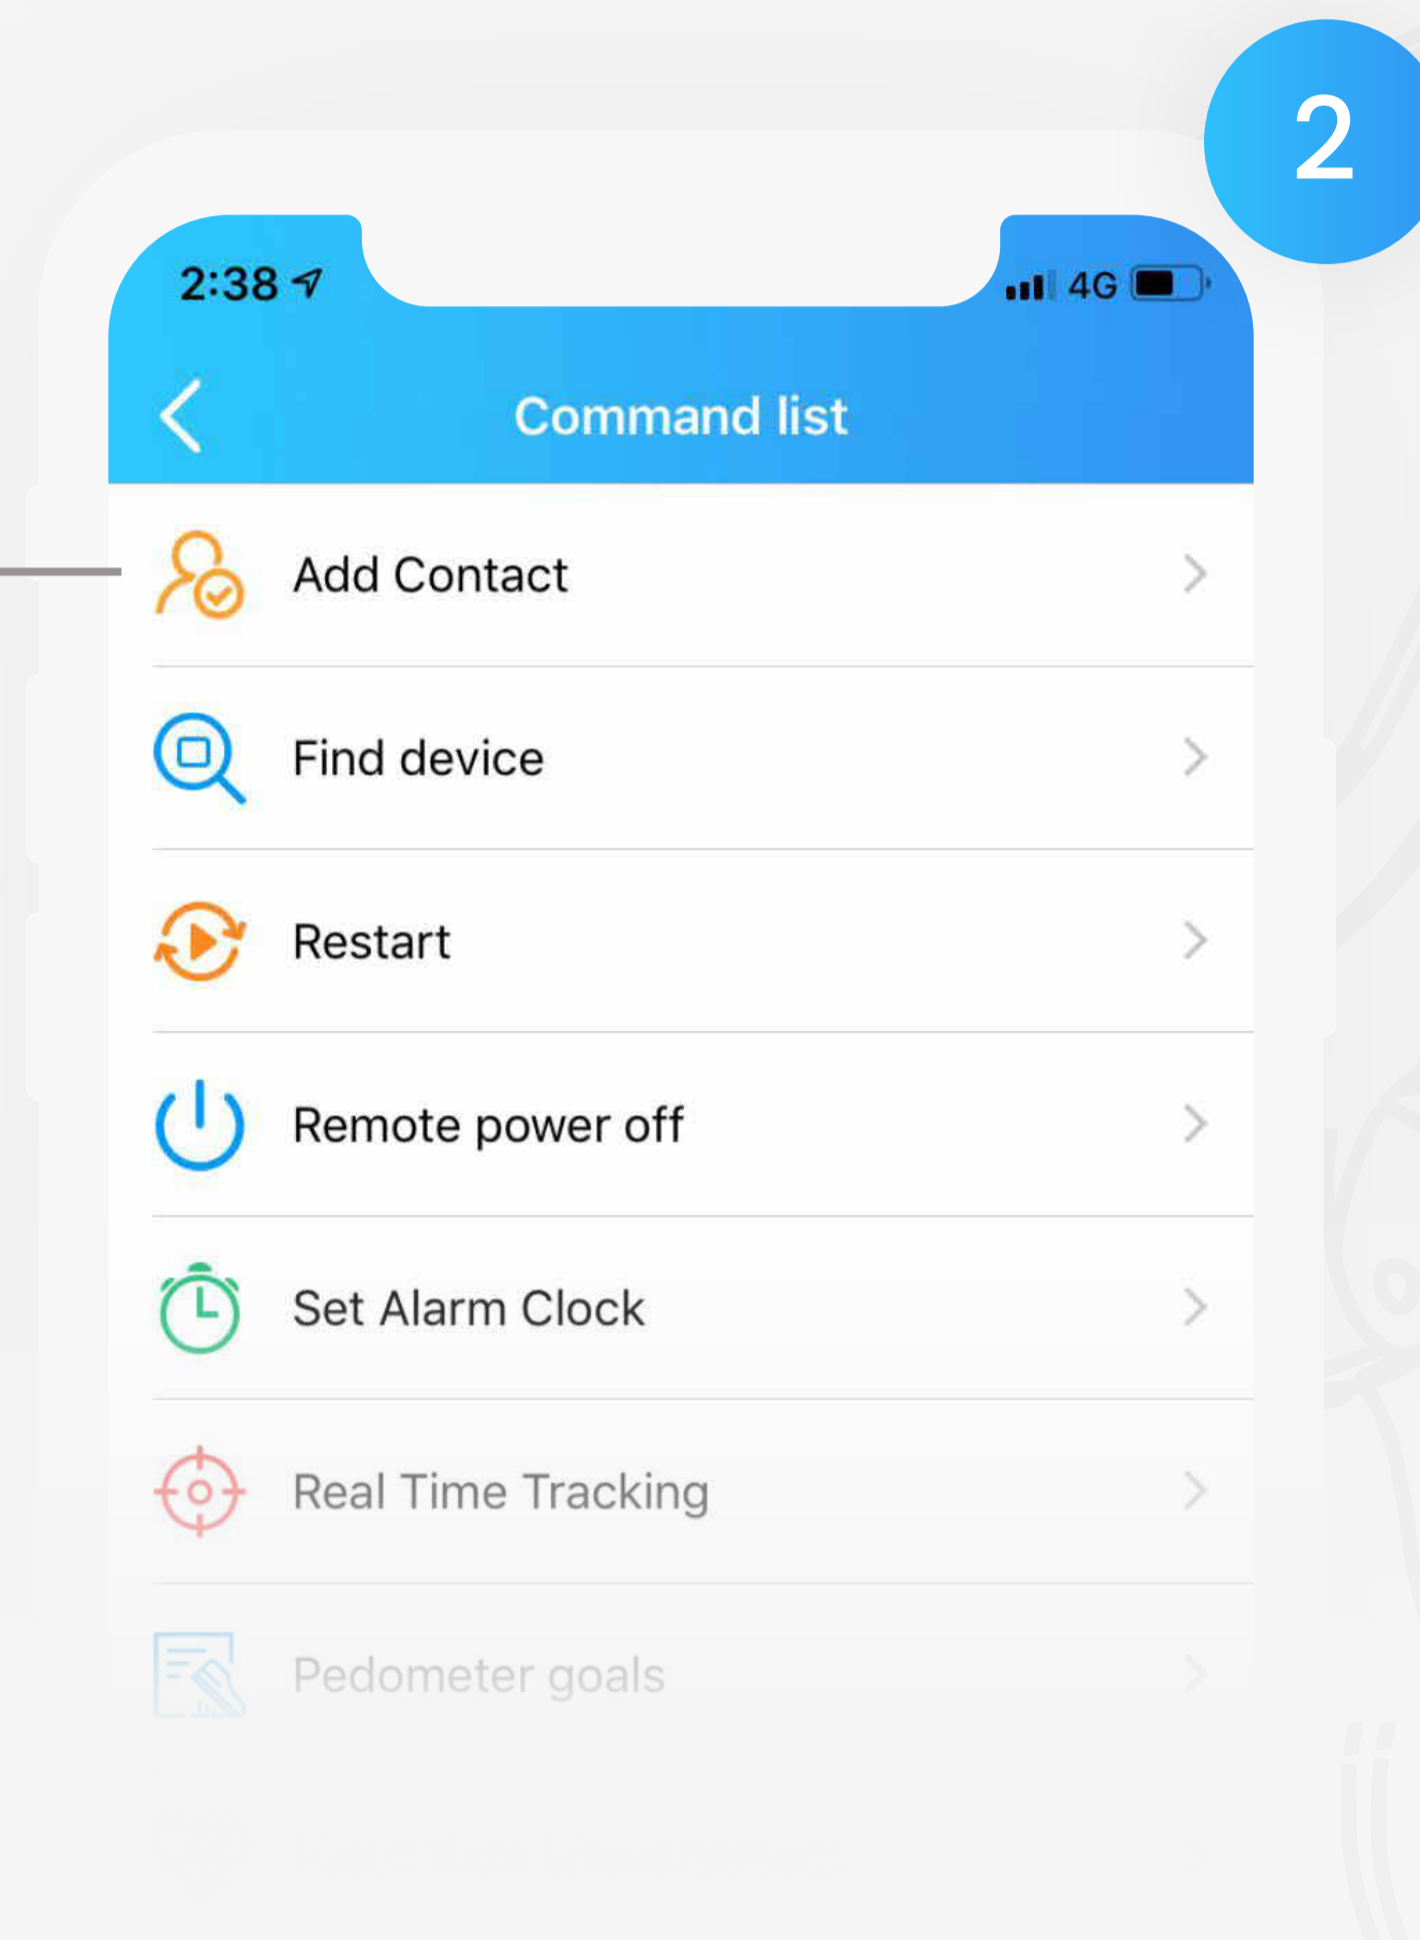 2
2:38
4G
Command list
Add Contact
Find device
Restart
Remote power off
Set Alarm Clock
Real Time Tracking
Pedometer goals